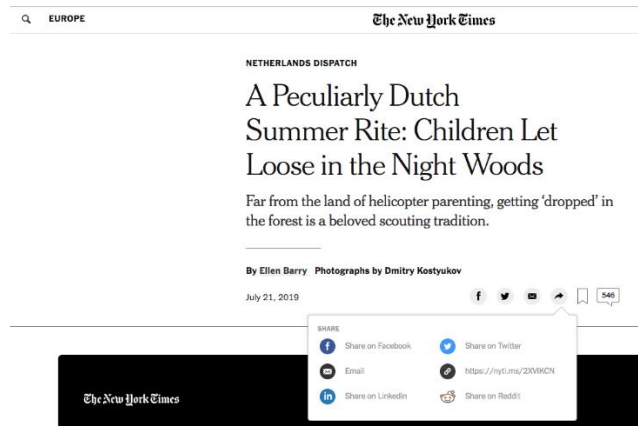 EUROPE
The New York Times
NETHERLANDS DISPATCH
A Peculiarly Dutch
Summer Rite: Children Let
Loose in the Night Woods
Far from the land of helicopter parenting, getting ‘dropped’ in
the forest is a beloved scouting tradition.
By Ellen Barry Photographs by Dmitry Kostyukov
July 21, 2019
546
SHARE
Share on Facebook
Share on Twitter
Email
https://nyti.ms/2XVlKCN
Share on LinkedIn
Share on Reddit
The New York Times